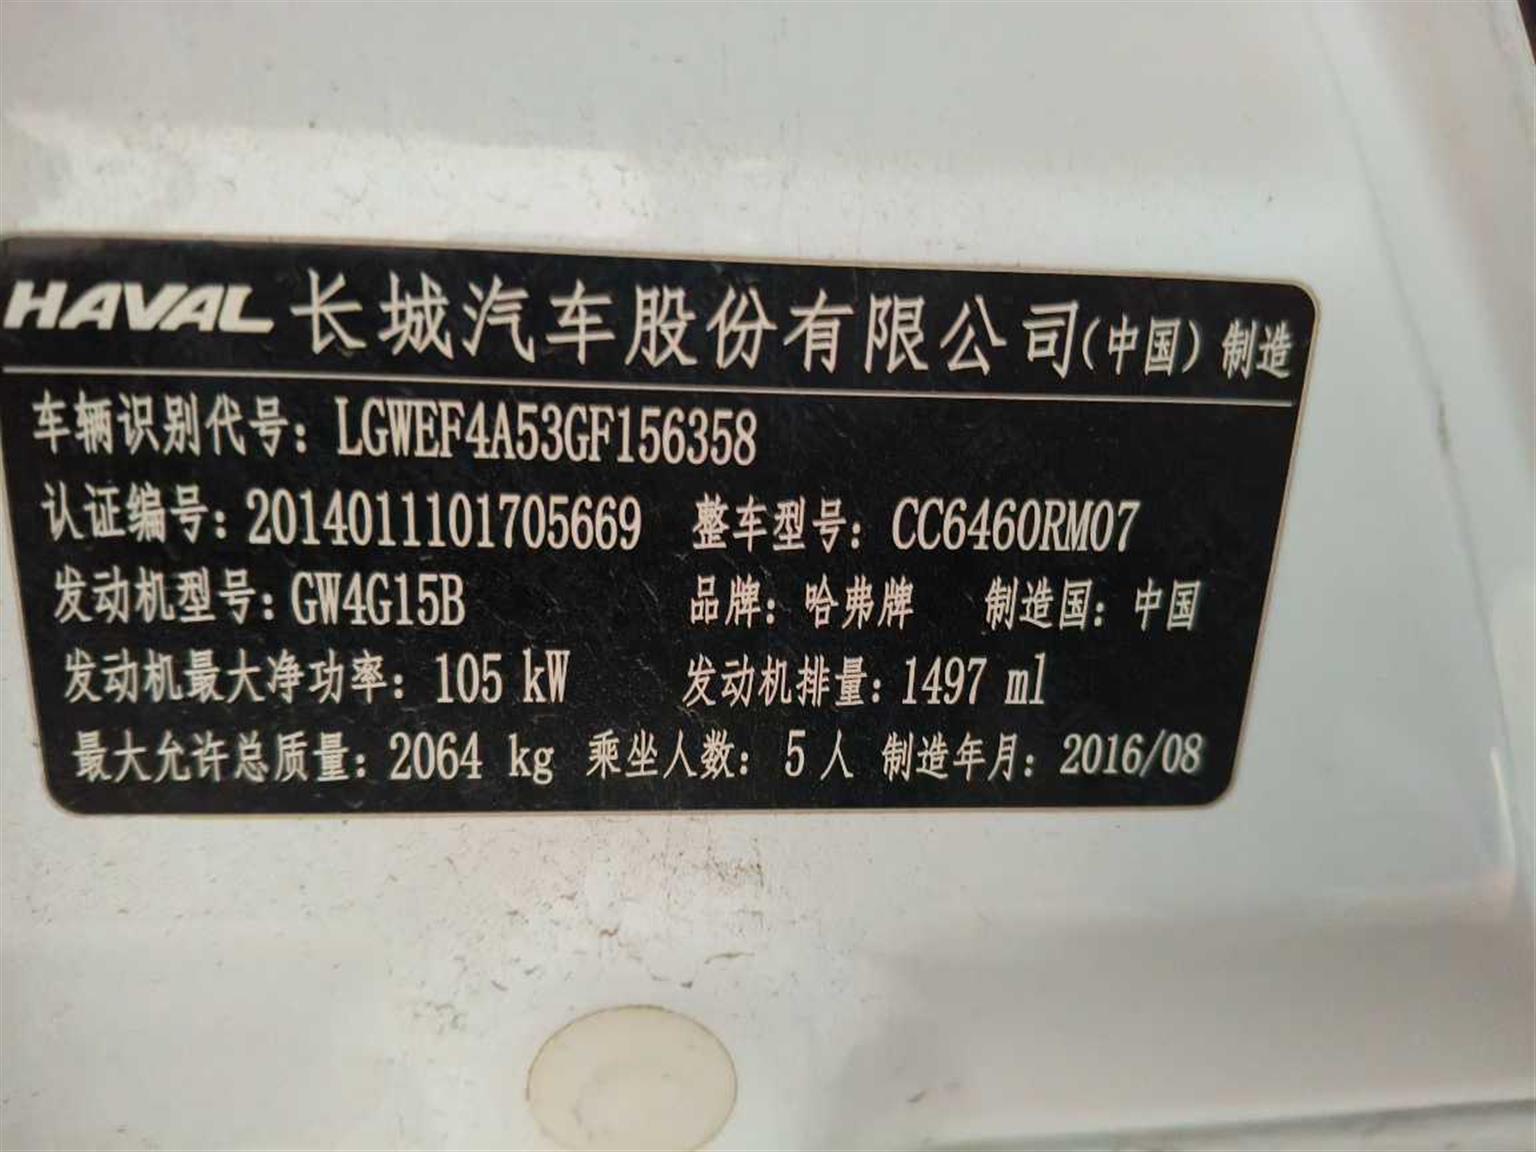 HAVAL 长城汽车股份有限公司(中国)制造
车辆识别代号：LGWEF4A53GF156358
认证编号：2014011101705669 整车型号：CC6460RM07
发动机型号：GW4G15B 品牌：哈弗牌 制造国：中国
发动机最大净功率：105 kW 发动机排量：1497 ml
最大允许总质量：2064 kg 乘坐人数：5人 制造年月：2016/08